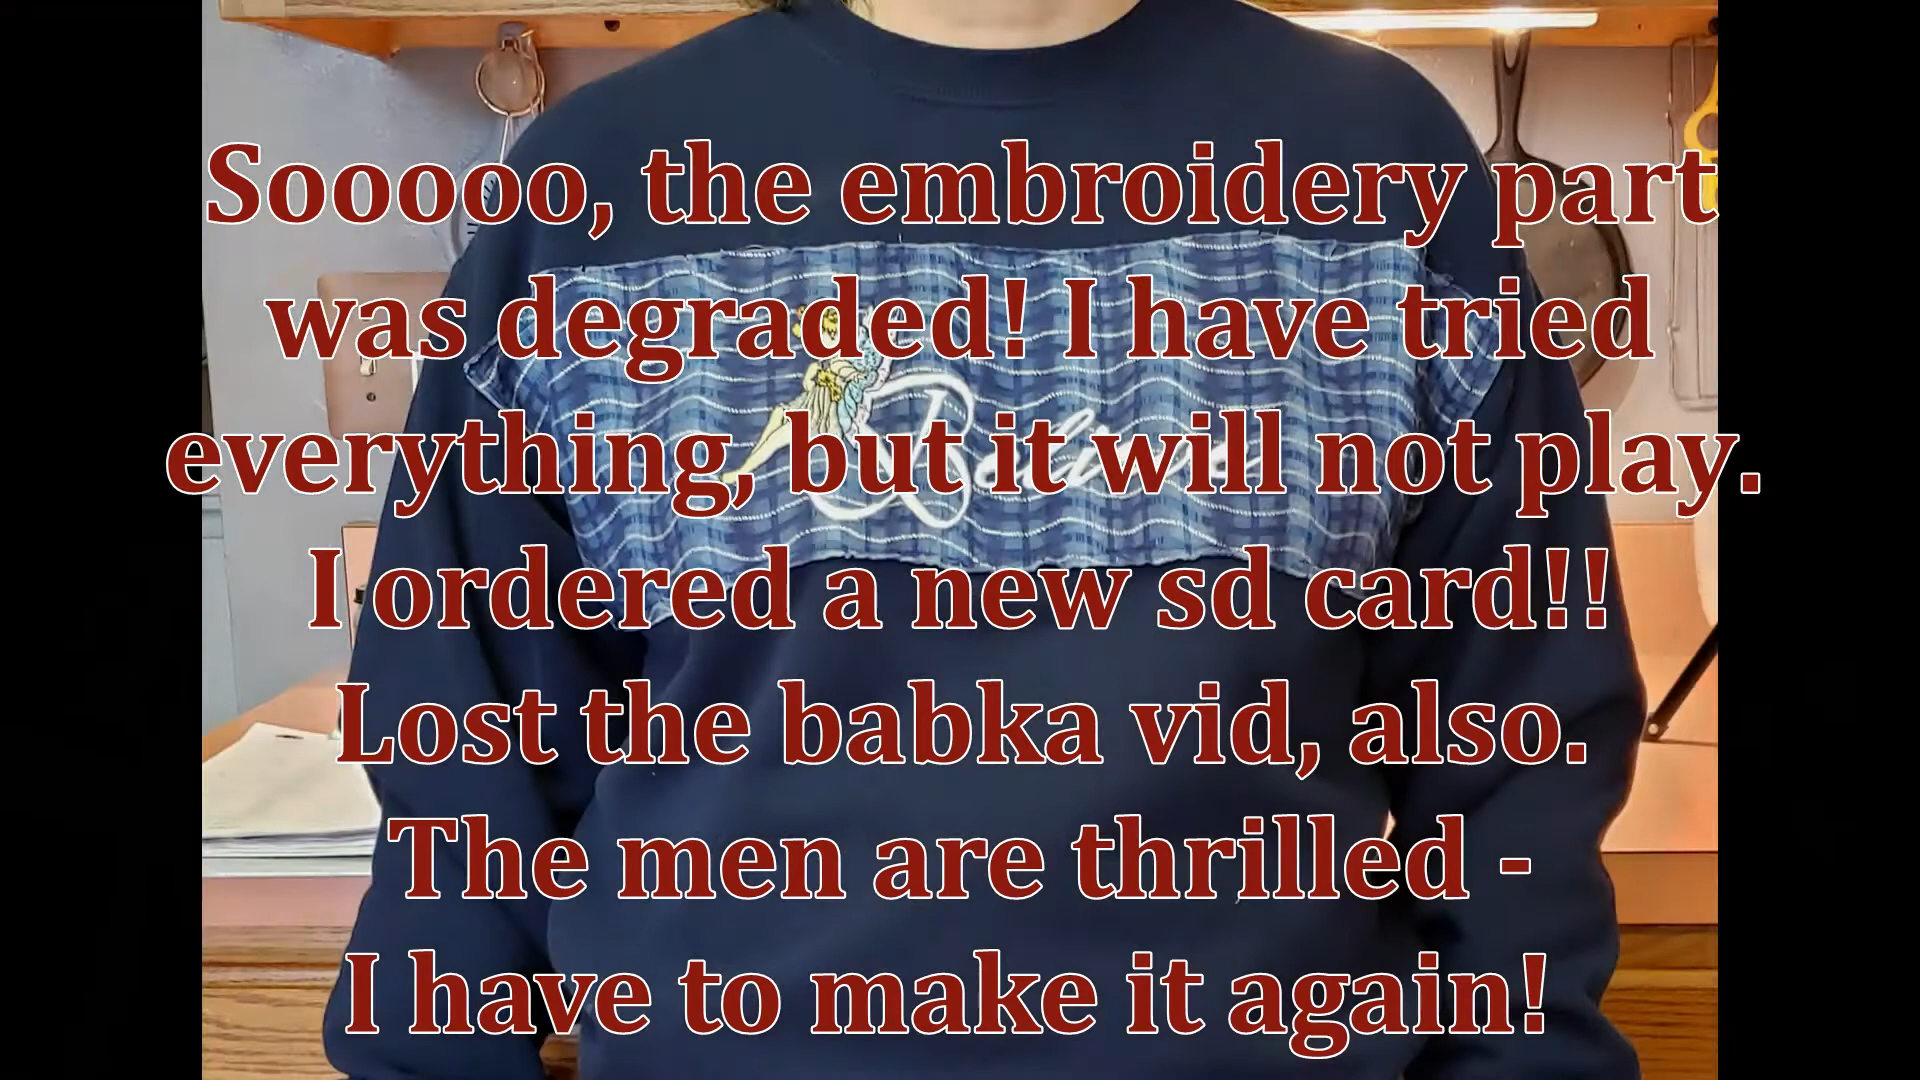 Sooooo, the embroidery part
was degraded! I have tried
everything, but it will not play.
I ordered a new sd card!!
Lost the babka vid, also.
The men are thrilled -
I have to make it again!
Believe